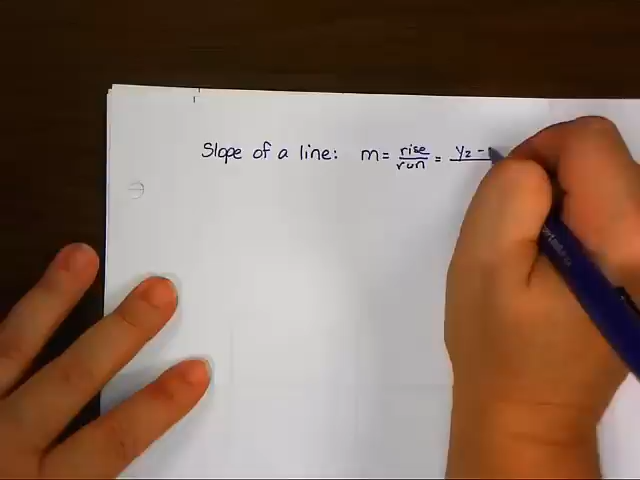 Slope of a line: m = rise/run = y₂ -